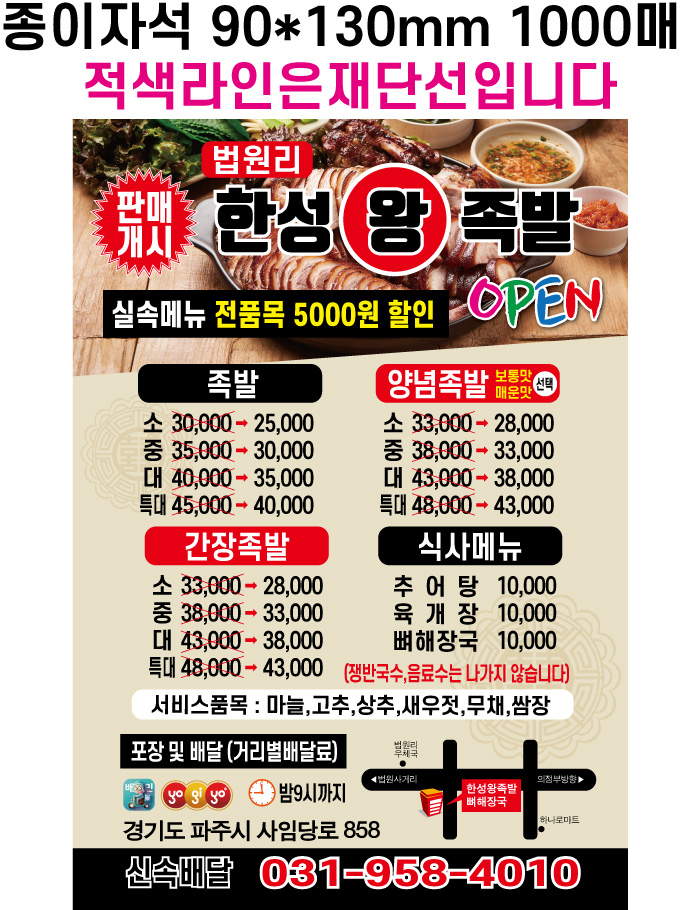 종이자석 90*130mm 1000매
적색라인은재단선입니다
법원리
판매
개시
한성 왕 족발
OPEN
실속메뉴 전품목 5000원 할인
족발
소 30,000 → 25,000
중 35,000 → 30,000
대 40,000 → 35,000
특대 45,000 → 40,000
양념족발 보통맛 매운맛 선택
소 33,000 → 28,000
중 38,000 → 33,000
대 43,000 → 38,000
특대 48,000 → 43,000
간장족발
소 33,000 → 28,000
중 38,000 → 33,000
대 43,000 → 38,000
특대 48,000 → 43,000
식사메뉴
추 어 탕 10,000
육 개 장 10,000
뼈해장국 10,000
(쟁반국수,음료수는 나가지 않습니다)
서비스품목 : 마늘,고추,상추,새우젓,무채,쌈장
포장 및 배달 (거리별배달료)
배 민
yo gi yo
밤9시까지
경기도 파주시 사임당로 858
법원리
우체국
◀법원사거리
의정부방향▶
한성왕족발
뼈해장국
하나로마트
신속배달 031-958-4010